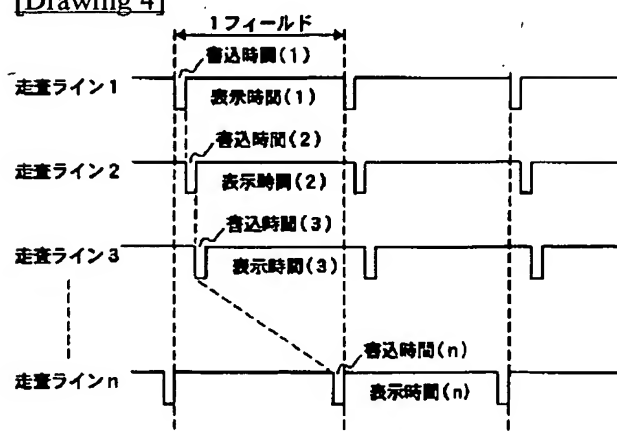 [Drawing 4]
1フィールド
書込時間(1)
走査ライン1
表示時間(1)
書込時間(2)
走査ライン2
表示時間(2)
書込時間(3)
走査ライン3
表示時間(3)
書込時間(n)
走査ラインn
表示時間(n)